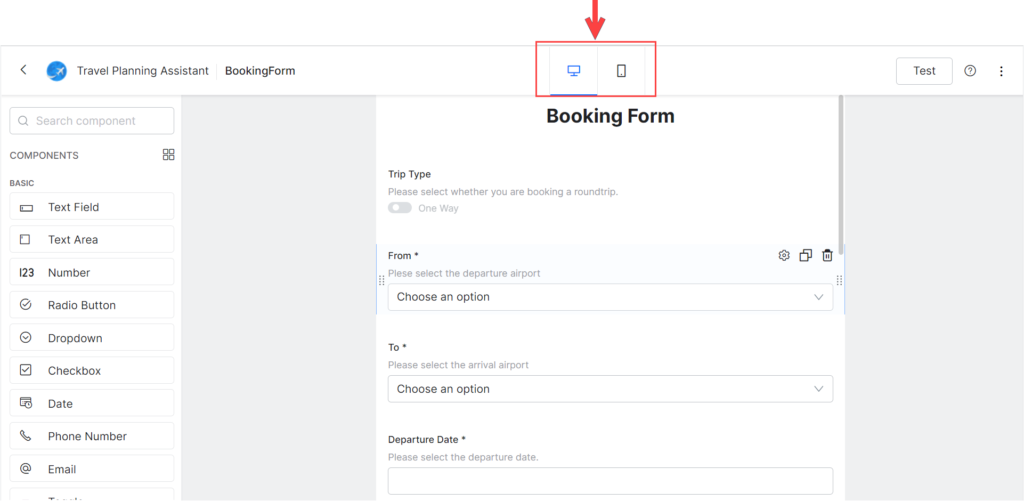 Travel Planning Assistant
BookingForm
Test
Search component
COMPONENTS
BASIC
Text Field
Text Area
123 Number
Radio Button
Dropdown
Checkbox
Date
Phone Number
Email
Booking Form
Trip Type
Please select whether you are booking a roundtrip.
One Way
From *
Plese select the departure airport
Choose an option
To *
Please select the arrival airport
Choose an option
Departure Date *
Please select the departure date.